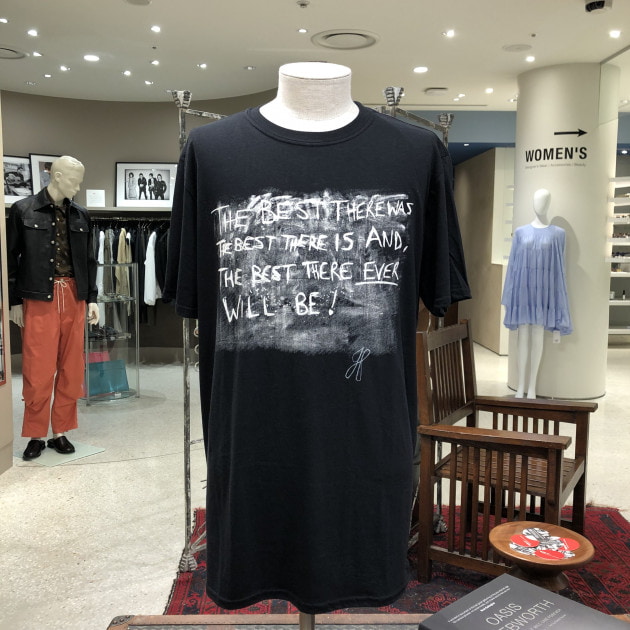 THE BEST THERE WAS
THE BEST THERE IS AND,
THE BEST THERE EVER
WILL BE!
WOMEN'S
OASIS